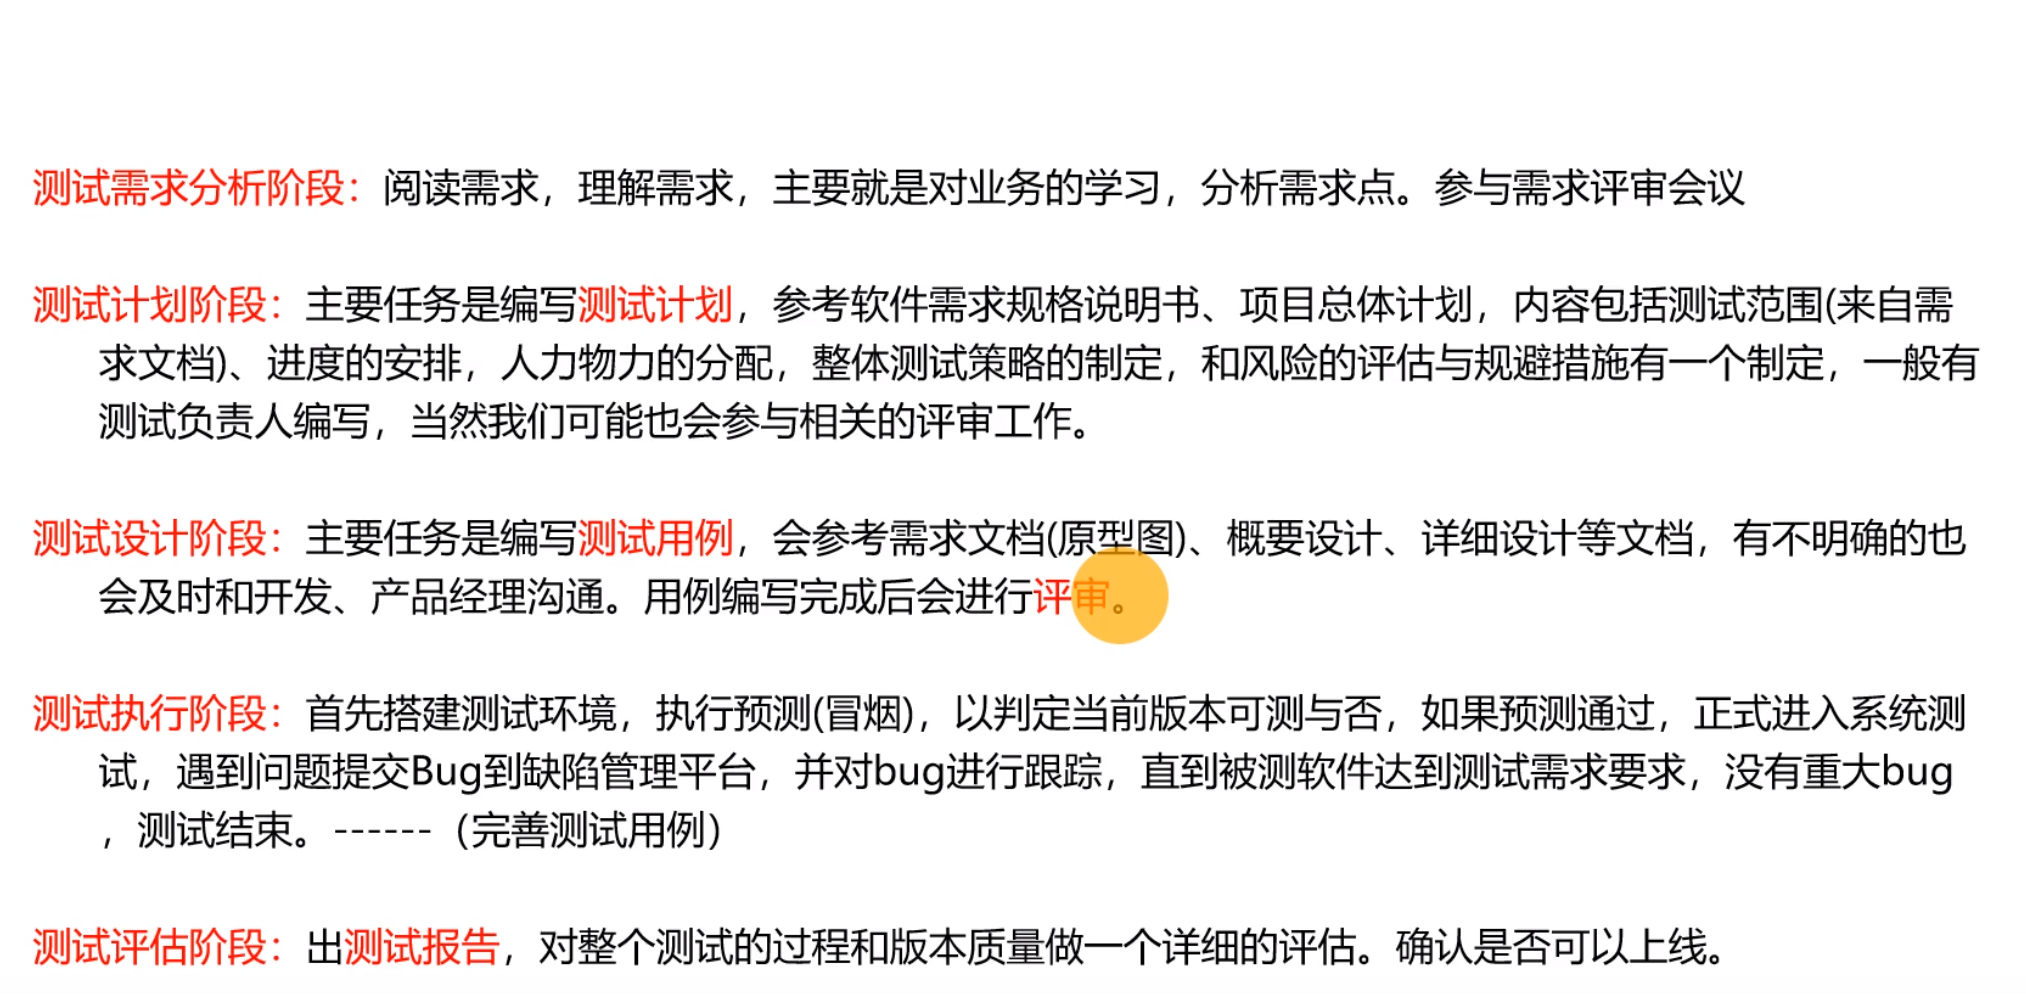 测试需求分析阶段：阅读需求，理解需求，主要就是对业务的学习，分析需求点。参与需求评审会议
测试计划阶段：主要任务是编写测试计划，参考软件需求规格说明书、项目总体计划，内容包括测试范围(来自需
求文档)、进度的安排，人力物力的分配，整体测试策略的制定，和风险的评估与规避措施有一个制定，一般有
测试负责人编写，当然我们可能也会参与相关的评审工作。
测试设计阶段：主要任务是编写测试用例，会参考需求文档(原型图)、概要设计、详细设计等文档，有不明确的也
会及时和开发、产品经理沟通。用例编写完成后会进行评审。
测试执行阶段：首先搭建测试环境，执行预测(冒烟)，以判定当前版本可测与否，如果预测通过，正式进入系统测
试，遇到问题提交Bug到缺陷管理平台，并对bug进行跟踪，直到被测软件达到测试需求要求，没有重大bug
，测试结束。------（完善测试用例）
测试评估阶段：出测试报告，对整个测试的过程和版本质量做一个详细的评估。确认是否可以上线。